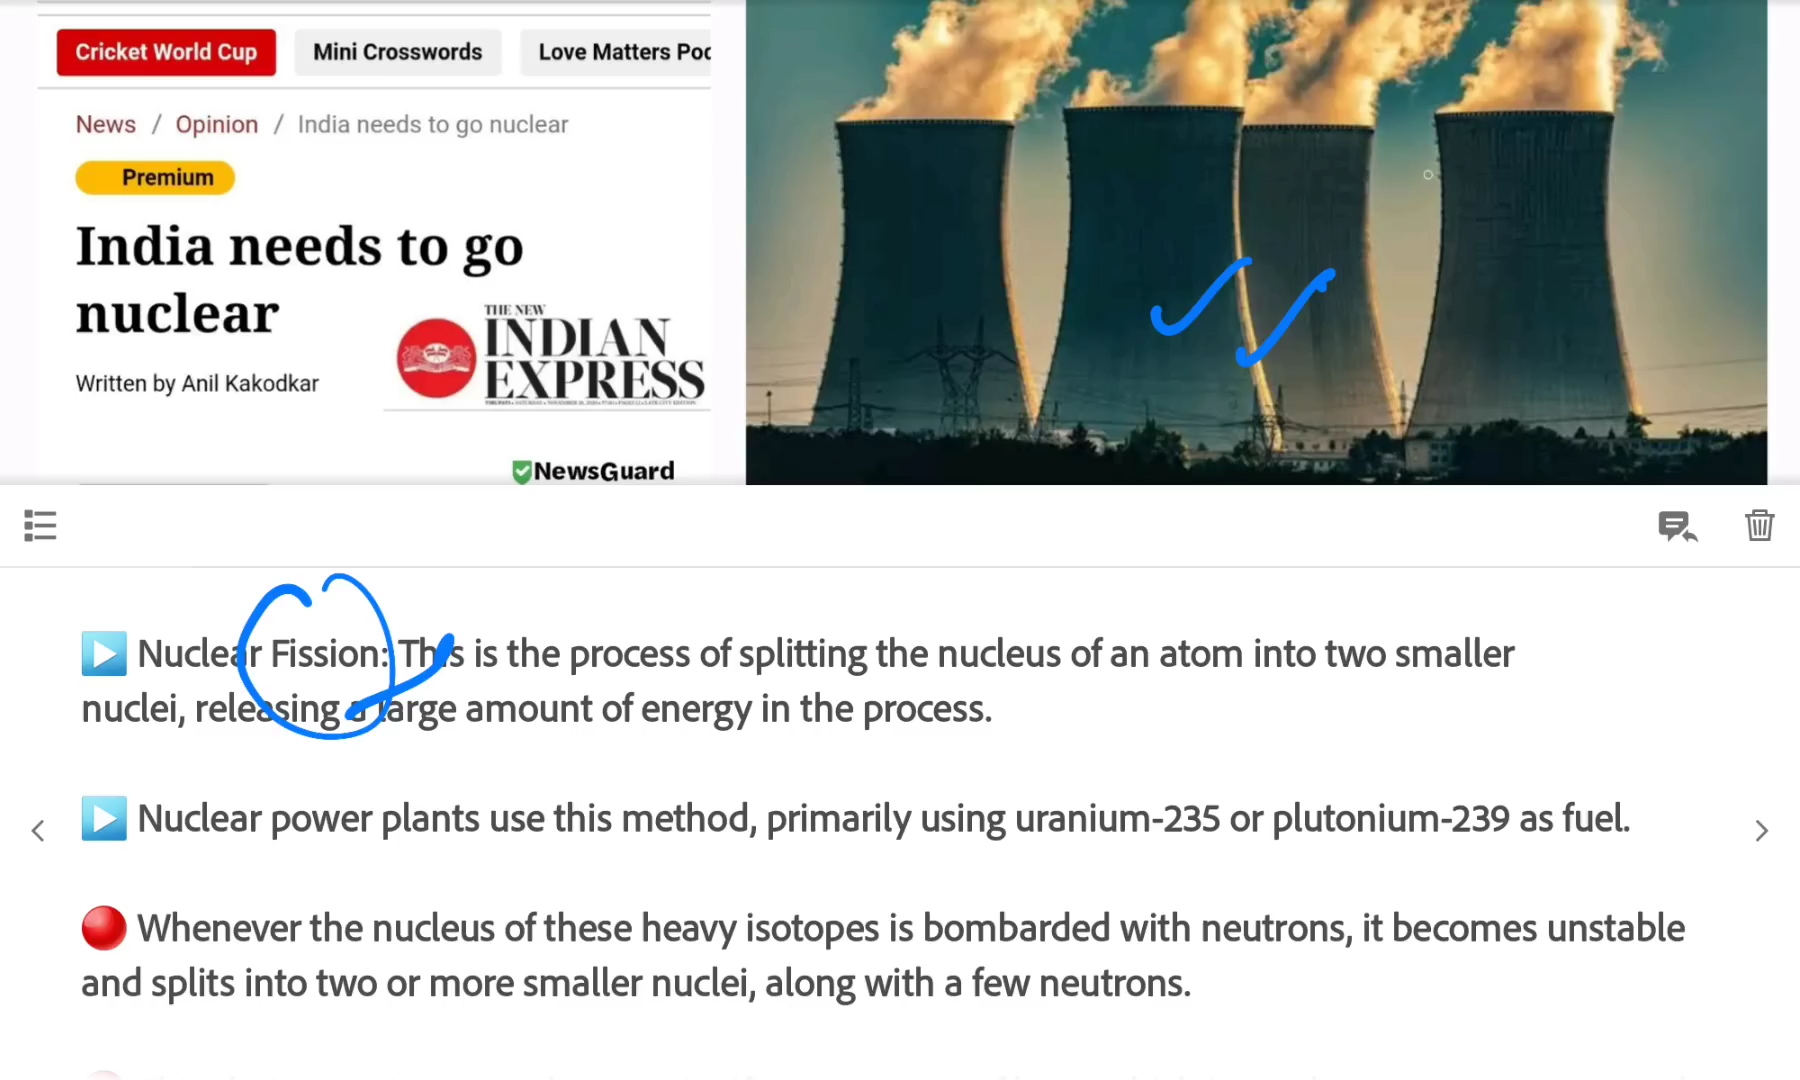 Cricket World Cup
Mini Crosswords
Love Matters Poc
News / Opinion / India needs to go nuclear
Premium
India needs to go
nuclear
Written by Anil Kakodkar
THE NEW
INDIAN
EXPRESS
NewsGuard
Nuclear Fission: This is the process of splitting the nucleus of an atom into two smaller
nuclei, releasing a large amount of energy in the process.
Nuclear power plants use this method, primarily using uranium-235 or plutonium-239 as fuel.
Whenever the nucleus of these heavy isotopes is bombarded with neutrons, it becomes unstable
and splits into two or more smaller nuclei, along with a few neutrons.